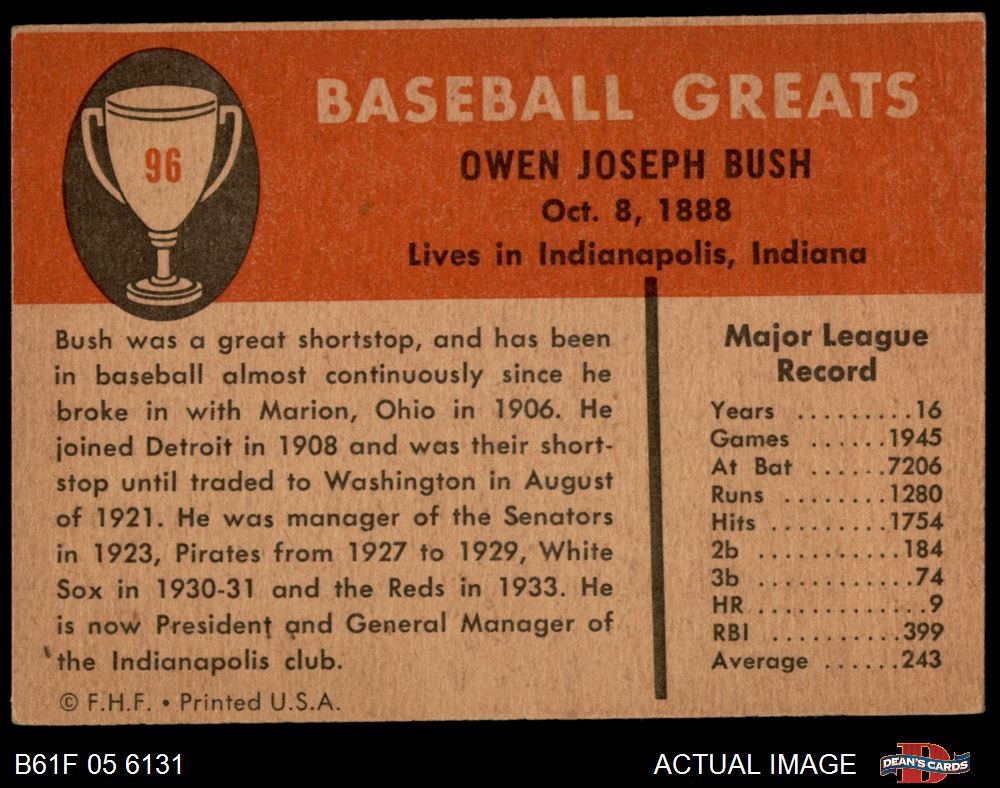 96
BASEBALL GREATS
OWEN JOSEPH BUSH
Oct. 8, 1888
Lives in Indianapolis, Indiana
Bush was a great shortstop, and has been
in baseball almost continuously since he
broke in with Marion, Ohio in 1906. He
joined Detroit in 1908 and was their short-
stop until traded to Washington in August
of 1921. He was manager of the Senators
in 1923, Pirates from 1927 to 1929, White
Sox in 1930-31 and the Reds in 1933. He
is now President and General Manager of
the Indianapolis club.
© F.H.F. • Printed U.S.A.
Major League
Record
Years .........16
Games ......1945
At Bat ......7206
Runs ........1280
Hits .........1754
2b ...........184
3b ............74
HR .............9
RBI ..........399
Average ......243
B61F 05 6131
ACTUAL IMAGE
D
DEAN'S CARDS